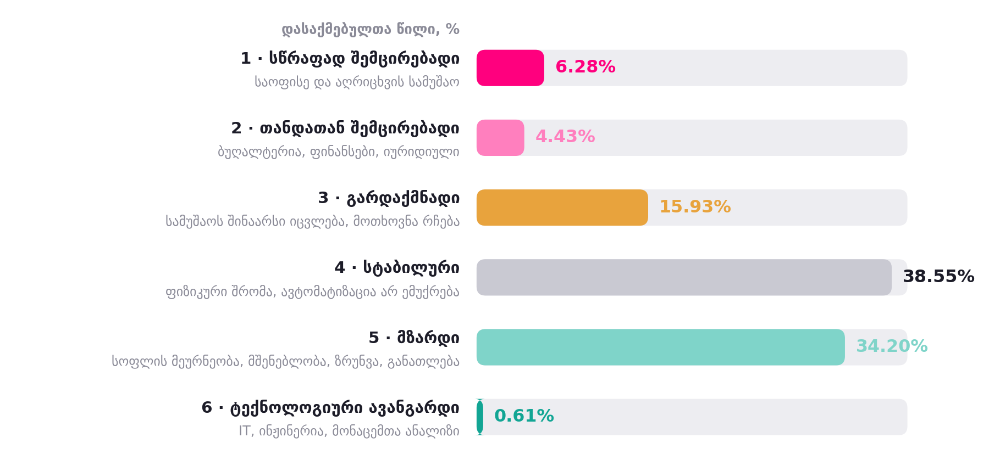 დასაქმებულთა წილი, %
1 · სწრაფად შემცირებადი
6.28%
საოფისე და აღრიცხვის სამუშაო
2 · თანდათან შემცირებადი
4.43%
ბუღალტერია, ფინანსები, იურიდიული
3 · გარდაქმნადი
15.93%
სამუშაოს შინაარსი იცვლება, მოთხოვნა რჩება
4 · სტაბილური
38.55%
ფიზიკური შრომა, ავტომატიზაცია არ ემუქრება
5 · მზარდი
34.20%
სოფლის მეურნეობა, მშენებლობა, ზრუნვა, განათლება
6 · ტექნოლოგიური ავანგარდი
0.61%
IT, ინჟინერია, მონაცემთა ანალიზი